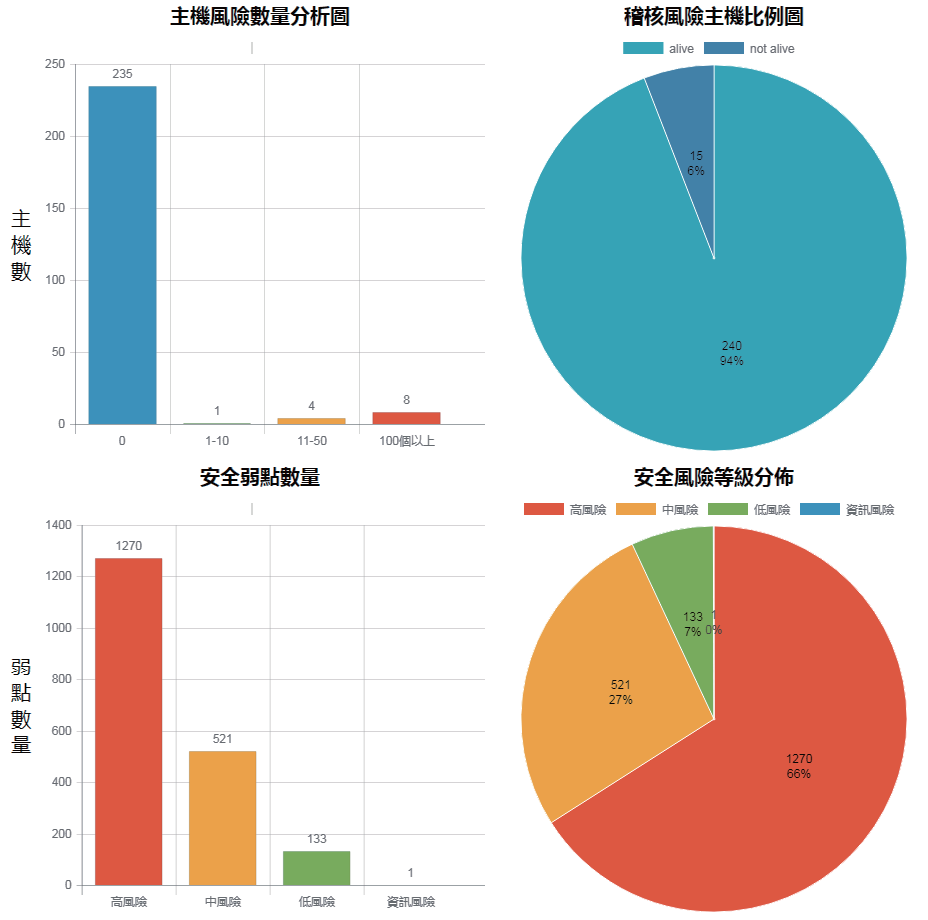 主機風險數量分析圖
250
200
150
100
50
0
主機數
235
1
4
8
0
1-10
11-50
100個以上
稽核風險主機比例圖
alive
not alive
15
6%
240
94%
安全弱點數量
1400
1200
1000
800
600
400
200
0
弱點數量
1270
521
133
1
高風險
中風險
低風險
資訊風險
安全風險等級分佈
高風險
中風險
低風險
資訊風險
133
7%
1
0%
521
27%
1270
66%